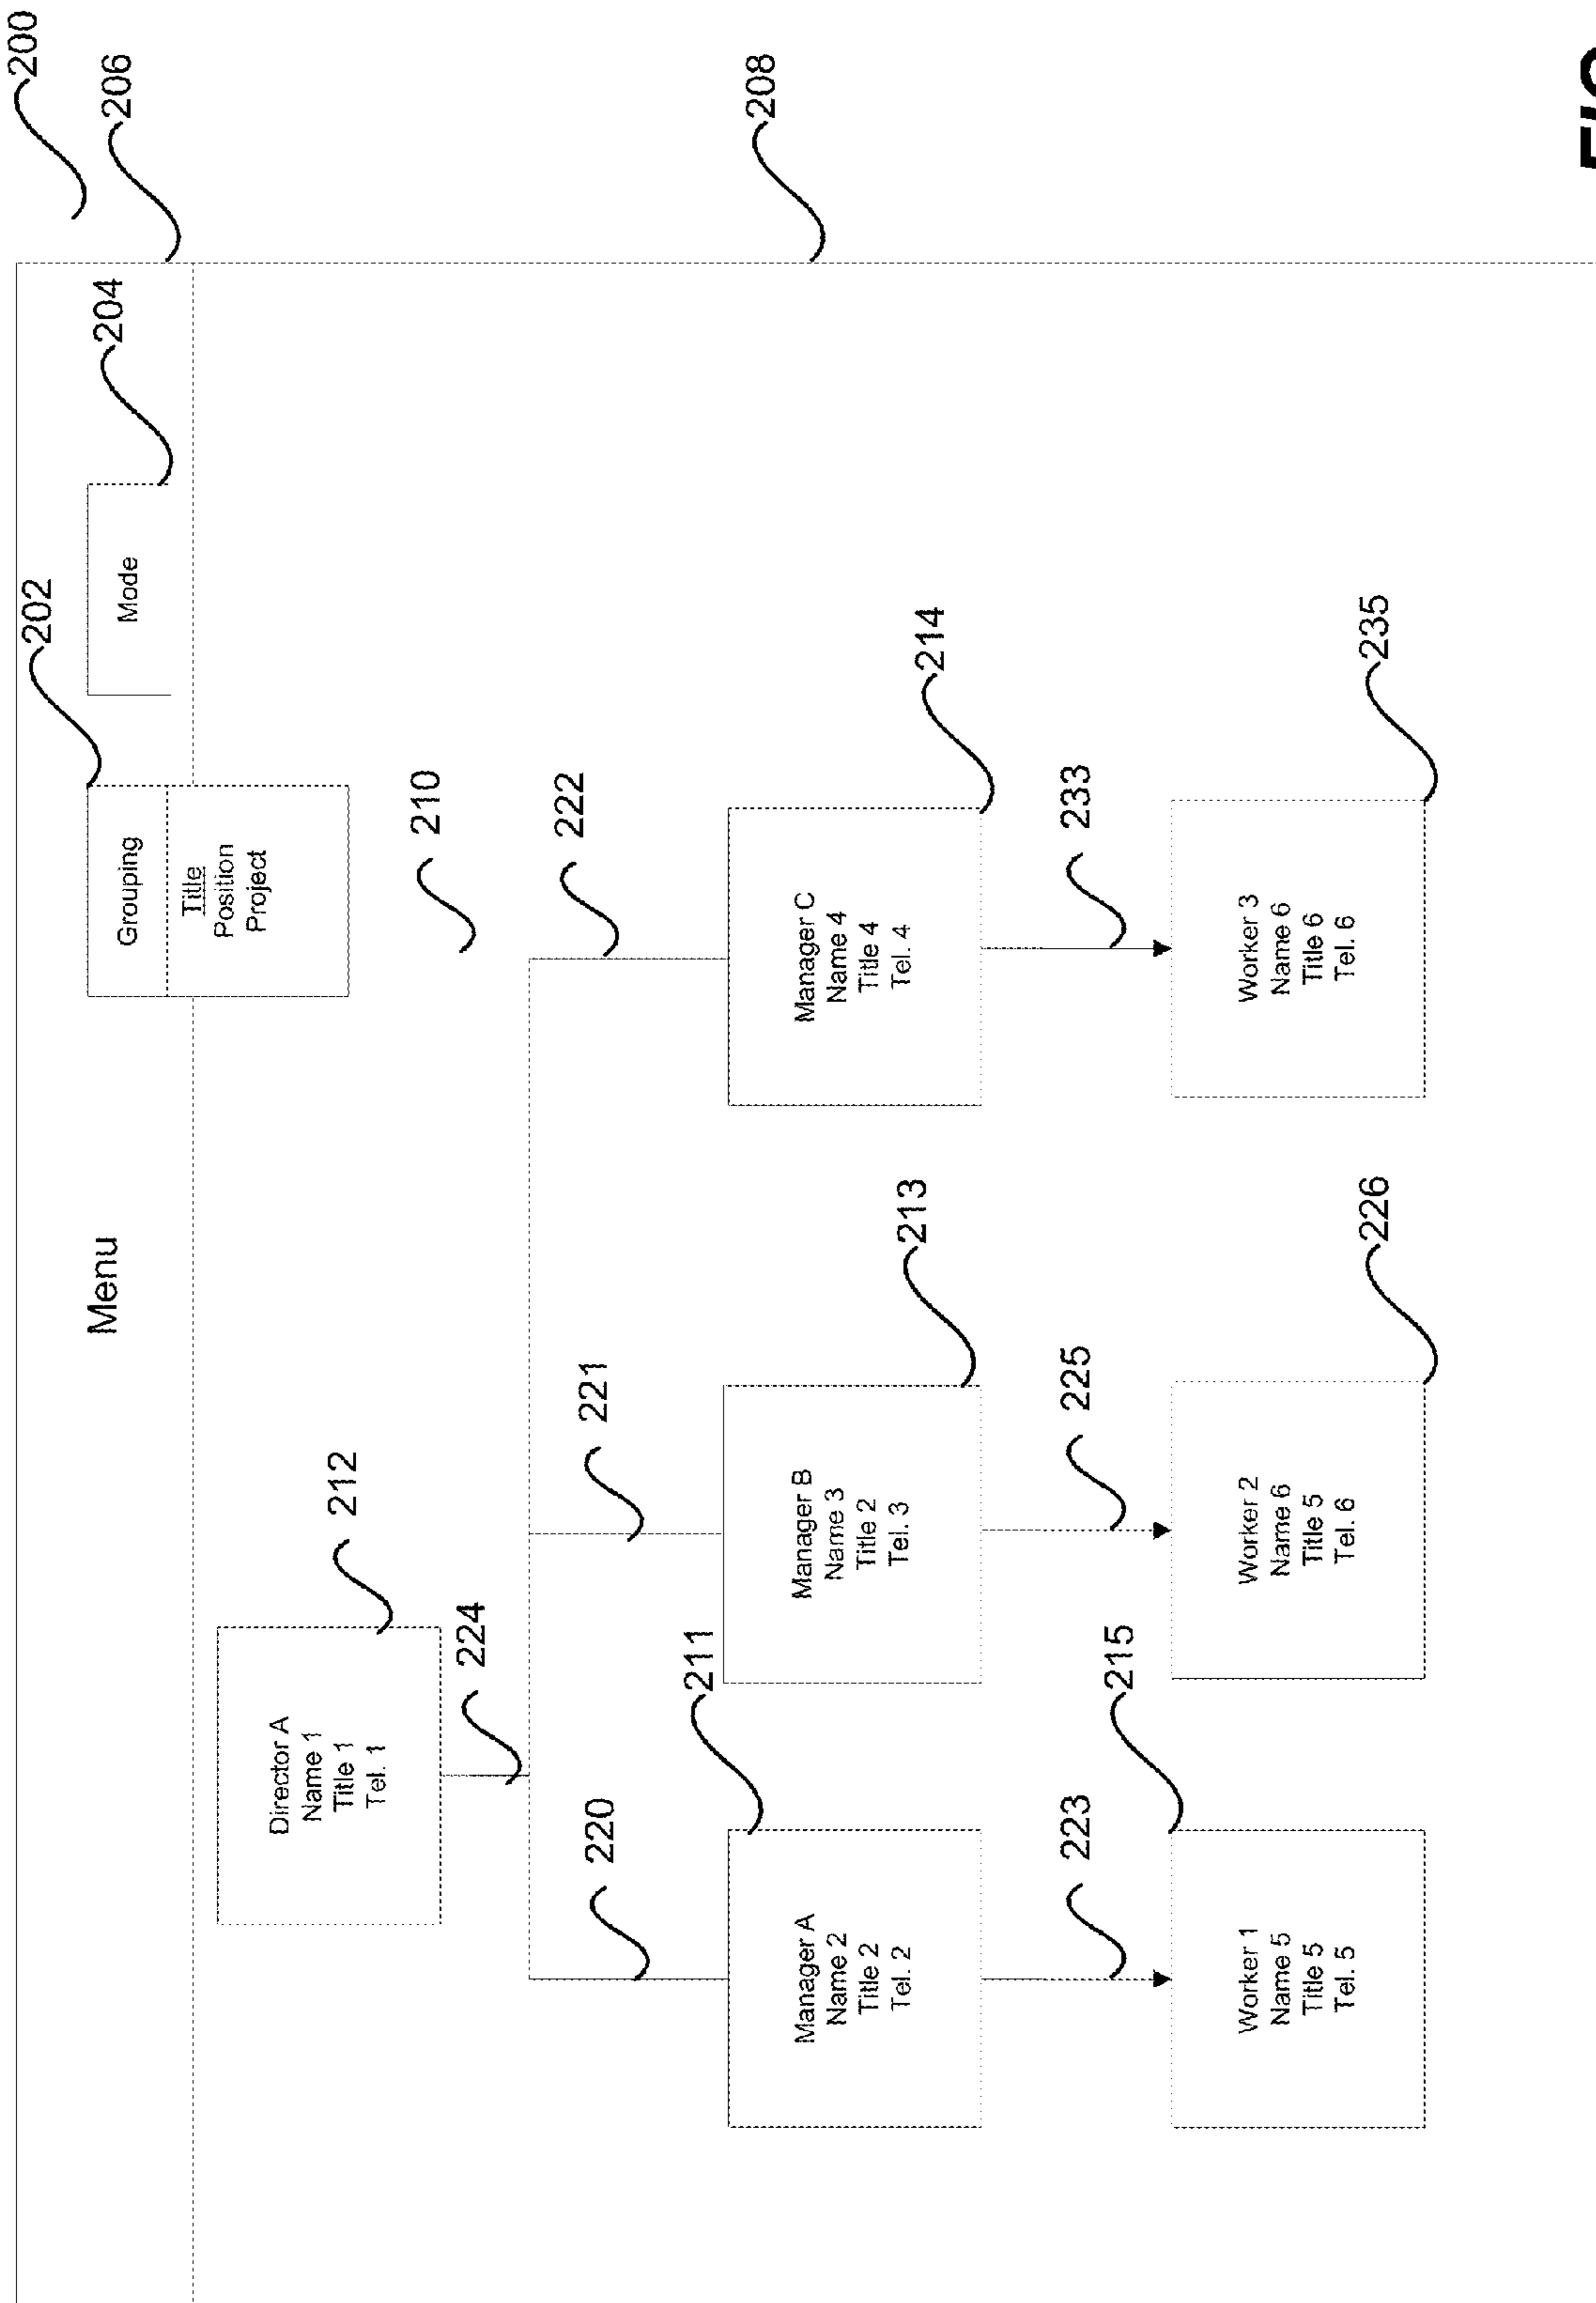 200
206
202
204
Menu
Grouping
Mode
Title
Position
Project
208
212
Director A
Name 1
Title 1
Tel. 1
210
224
220
221
222
211
213
214
Manager A
Name 2
Title 2
Tel. 2
Manager B
Name 3
Title 2
Tel. 3
Manager C
Name 4
Title 4
Tel. 4
223
225
233
215
226
235
Worker 1
Name 5
Title 5
Tel. 5
Worker 2
Name 6
Title 5
Tel. 6
Worker 3
Name 6
Title 6
Tel. 6